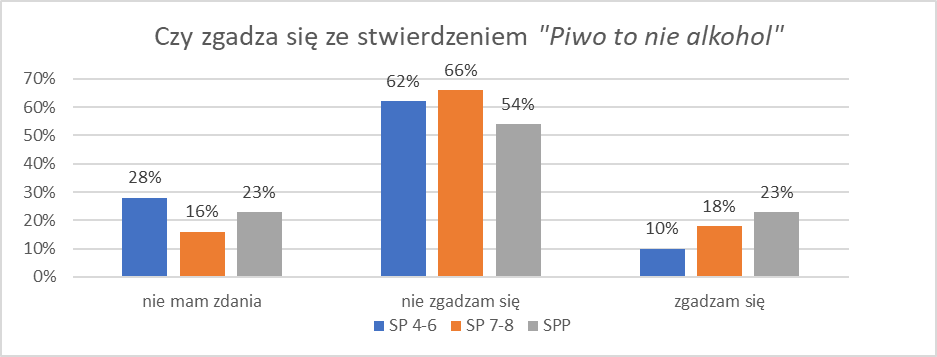 Czy zgadza się ze stwierdzeniem "Piwo to nie alkohol"
70%
60%
50%
40%
30%
20%
10%
0%
28%
16%
23%
62%
66%
54%
10%
18%
23%
nie mam zdania
nie zgadzam się
zgadzam się
SP 4-6
SP 7-8
SPP